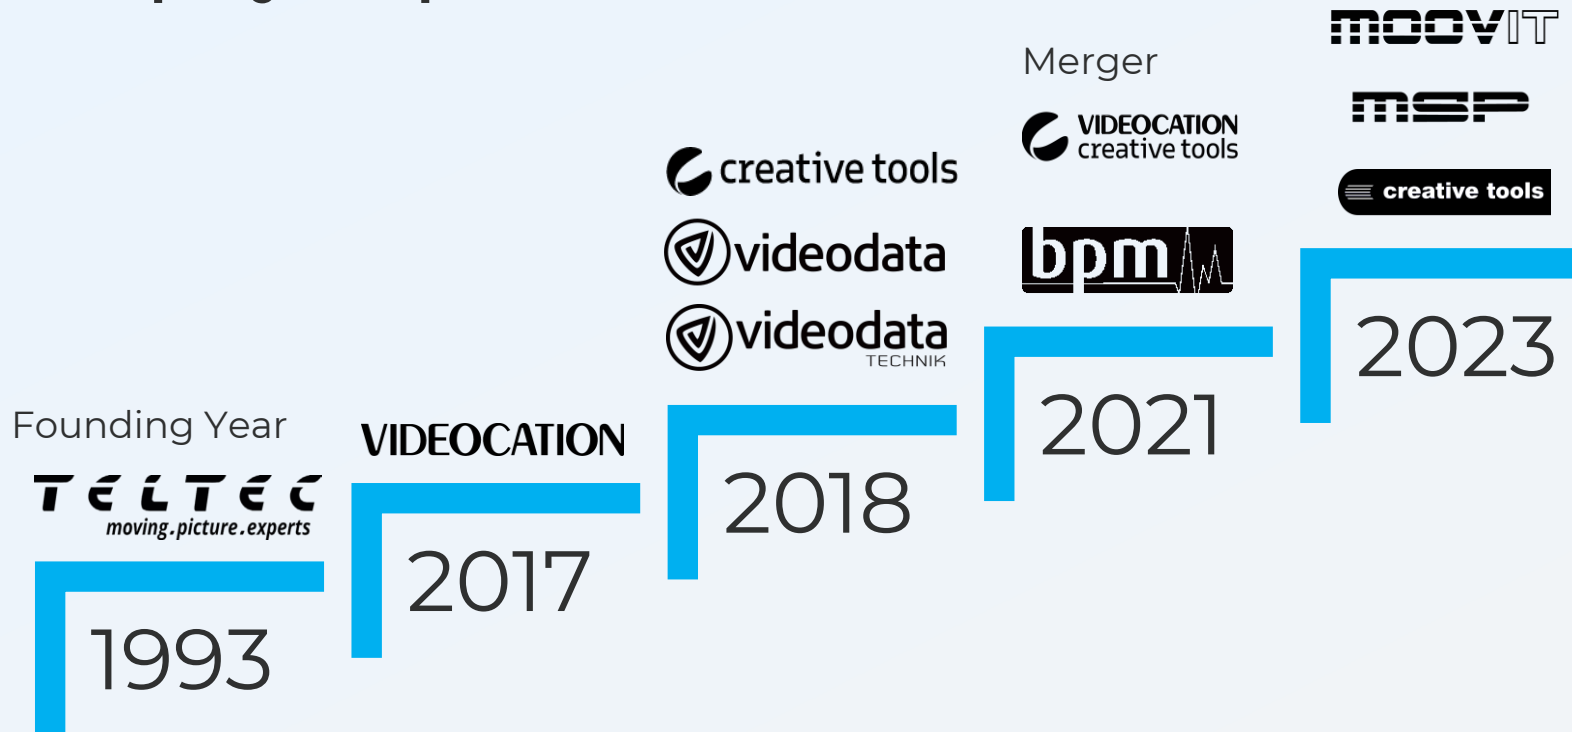 Founding Year
TELTEC
moving.picture.experts
1993
VIDEOCATION
2017
creative tools
videodata
videodata
TECHNIK
2018
Merger
VIDEOCATION
creative tools
bpm
2021
MOOVIT
msp
creative tools
2023